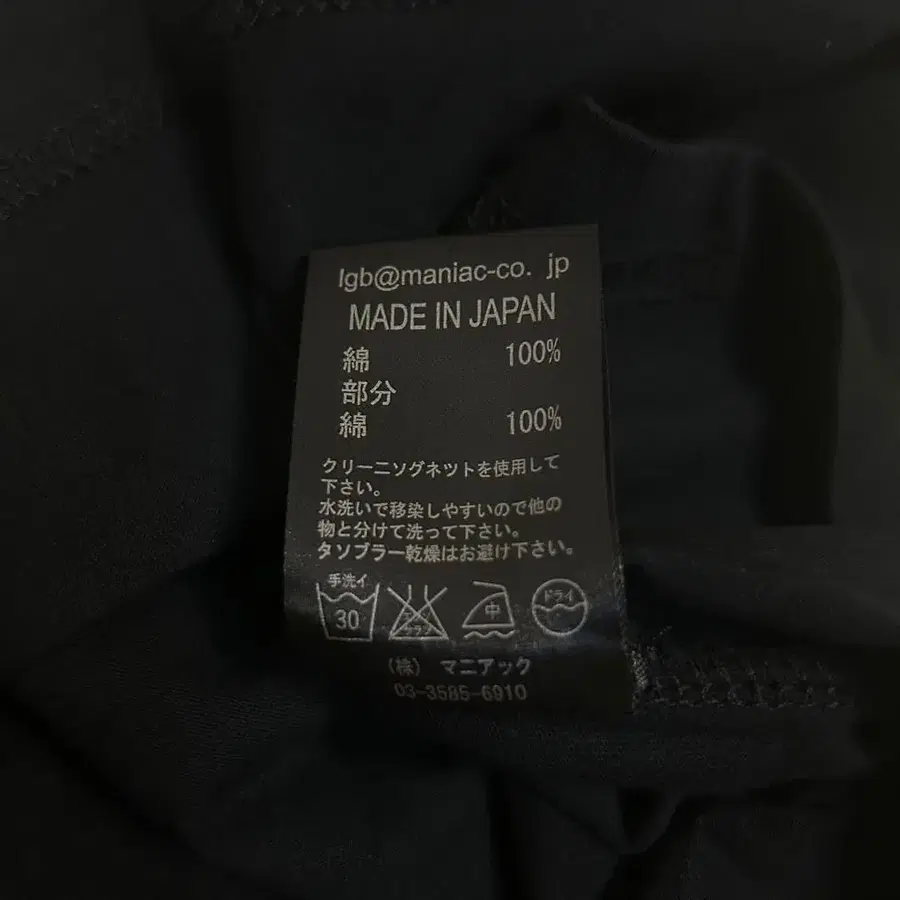 lgb@maniac-co. jp
MADE IN JAPAN
綿 100%
部分
綿 100%
クリーニソグネツトを使用して
下さい。
水洗いで移染しやすいので他の
物と分けて洗って下さい。
タソブラー乾燥はお避け下さい。
手洗イ
30
中
ドライ
(株) マニアック
03-3585-6910